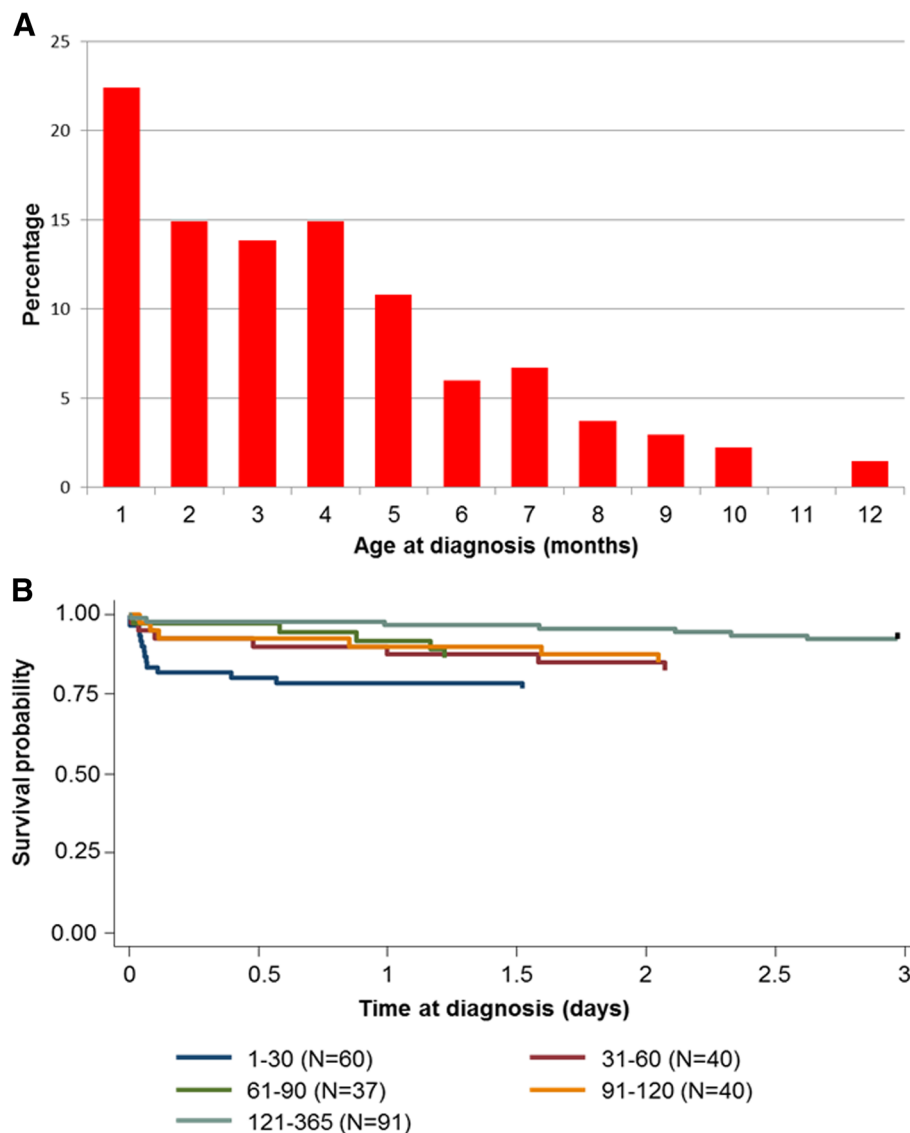 A
25
20
15
10
5
0
Percentage
1 2 3 4 5 6 7 8 9 10 11 12
Age at diagnosis (months)
B
1.00
0.75
0.50
0.25
0.00
Survival probability
0 0.5 1 1.5 2 2.5 3
Time at diagnosis (days)
1-30 (N=60) 31-60 (N=40)
61-90 (N=37) 91-120 (N=40)
121-365 (N=91)